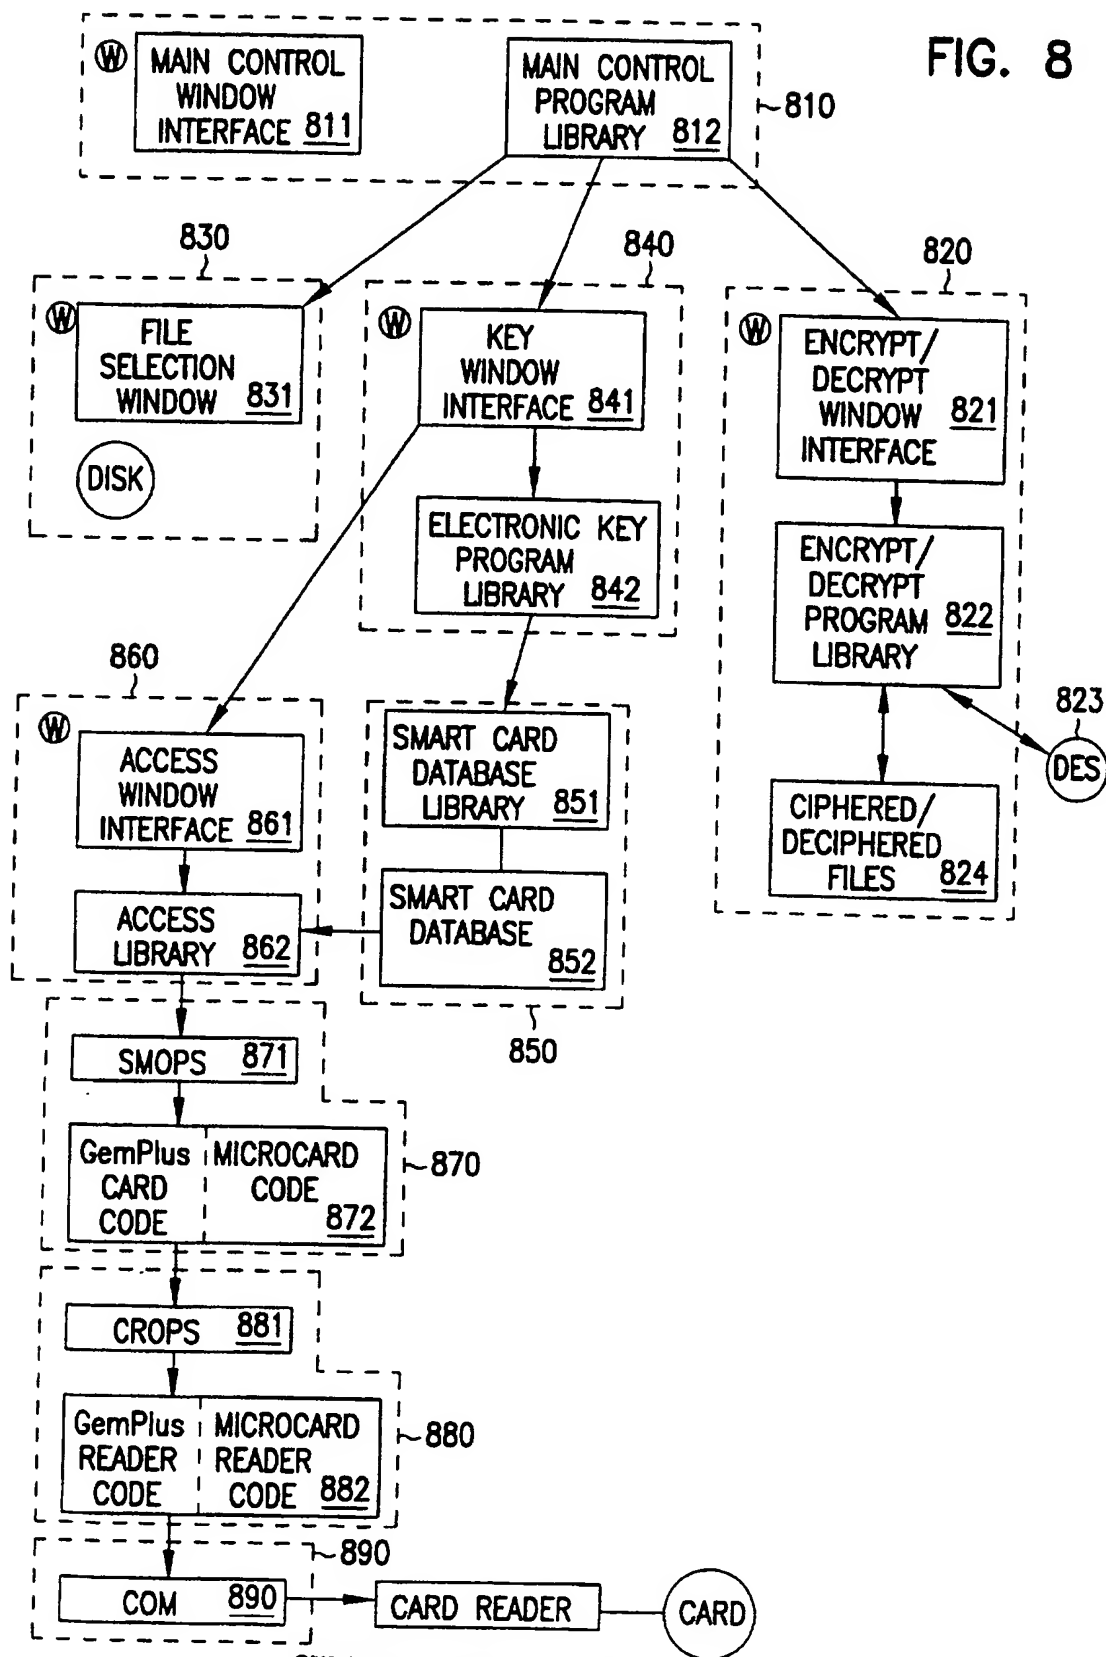 FIG. 8
W
MAIN CONTROL
WINDOW
INTERFACE 811
MAIN CONTROL
PROGRAM
LIBRARY 812
810
830
W
FILE
SELECTION
WINDOW 831
DISK
840
W
KEY
WINDOW
INTERFACE 841
ELECTRONIC KEY
PROGRAM
LIBRARY 842
820
W
ENCRYPT/
DECRYPT
WINDOW 821
INTERFACE
ENCRYPT/
DECRYPT
PROGRAM 822
LIBRARY
823
DES
CIPHERED/
DECIPHERED
FILES 824
860
W
ACCESS
WINDOW
INTERFACE 861
ACCESS
LIBRARY 862
SMART CARD
DATABASE
LIBRARY 851
SMART CARD
DATABASE
852
850
SMOPS 871
GemPlus
CARD
CODE
MICROCARD
CODE
872
870
CROPS 881
GemPlus
READER
CODE
MICROCARD
READER
CODE 882
880
890
COM 890
CARD READER
CARD